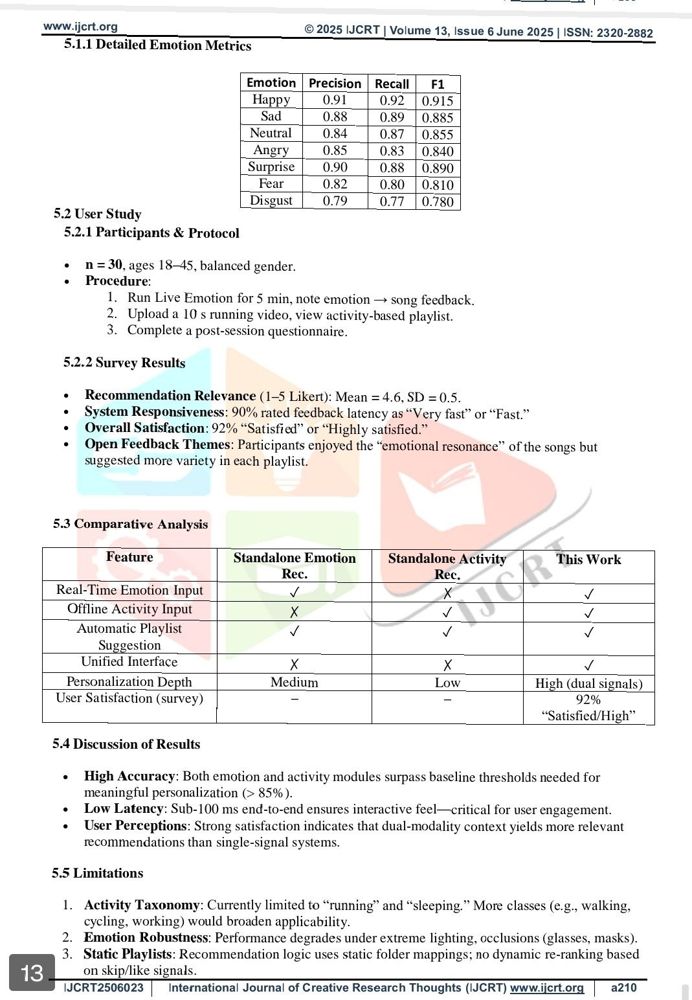 www.ijcrt.org
© 2025 IJCRT | Volume 13, Issue 6 June 2025 | ISSN: 2320-2882
5.1.1 Detailed Emotion Metrics
Emotion Precision Recall F1
Happy 0.91 0.92 0.915
Sad 0.88 0.89 0.885
Neutral 0.84 0.87 0.855
Angry 0.85 0.83 0.840
Surprise 0.90 0.88 0.890
Fear 0.82 0.80 0.810
Disgust 0.79 0.77 0.780
5.2 User Study
5.2.1 Participants & Protocol
• n = 30, ages 18–45, balanced gender.
• Procedure:
1. Run Live Emotion for 5 min, note emotion → song feedback.
2. Upload a 10 s running video, view activity-based playlist.
3. Complete a post-session questionnaire.
5.2.2 Survey Results
• Recommendation Relevance (1–5 Likert): Mean = 4.6, SD = 0.5.
• System Responsiveness: 90% rated feedback latency as “Very fast” or “Fast.”
• Overall Satisfaction: 92% “Satisfied” or “Highly satisfied.”
• Open Feedback Themes: Participants enjoyed the “emotional resonance” of the songs but
suggested more variety in each playlist.
5.3 Comparative Analysis
Feature Standalone Emotion Standalone Activity This Work
Rec. Rec.
Real-Time Emotion Input ✓ X ✓
Offline Activity Input X ✓ ✓
Automatic Playlist ✓ ✓ ✓
Suggestion
Unified Interface X X ✓
Personalization Depth Medium Low High (dual signals)
User Satisfaction (survey) – – 92%
“Satisfied/High”
IJCRT
5.4 Discussion of Results
• High Accuracy: Both emotion and activity modules surpass baseline thresholds needed for
meaningful personalization (> 85%).
• Low Latency: Sub-100 ms end-to-end ensures interactive feel—critical for user engagement.
• User Perceptions: Strong satisfaction indicates that dual-modality context yields more relevant
recommendations than single-signal systems.
5.5 Limitations
1. Activity Taxonomy: Currently limited to “running” and “sleeping.” More classes (e.g., walking,
cycling, working) would broaden applicability.
2. Emotion Robustness: Performance degrades under extreme lighting, occlusions (glasses, masks).
3. Static Playlists: Recommendation logic uses static folder mappings; no dynamic re-ranking based
on skip/like signals.
13
IJCRT2506023 International Journal of Creative Research Thoughts (IJCRT) www.ijcrt.org a210